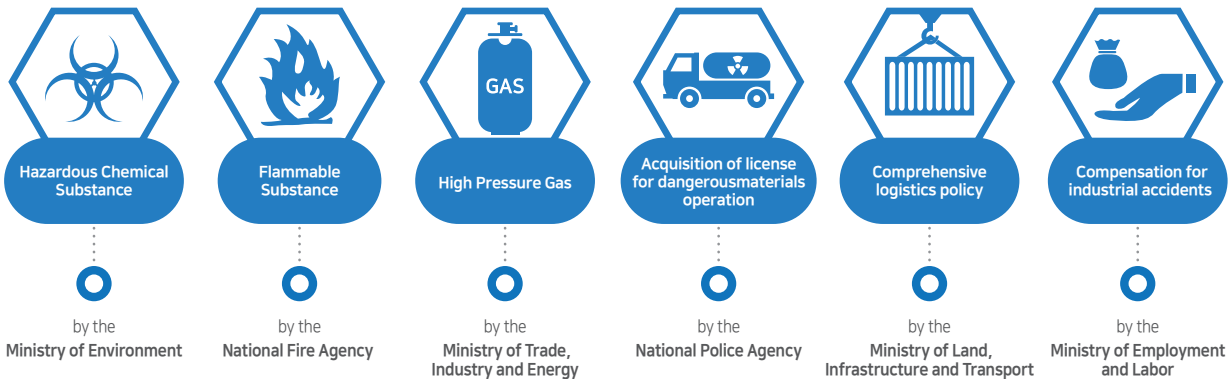 GAS
Hazardous Chemical
Substance
Flammable
Substance
High Pressure Gas
Acquisition of license
for dangerousmaterials
operation
Comprehensive
logistics policy
Compensation for
industrial accidents
by the
Ministry of Environment
by the
National Fire Agency
by the
Ministry of Trade,
Industry and Energy
by the
National Police Agency
by the
Ministry of Land,
Infrastructure and Transport
by the
Ministry of Employment
and Labor